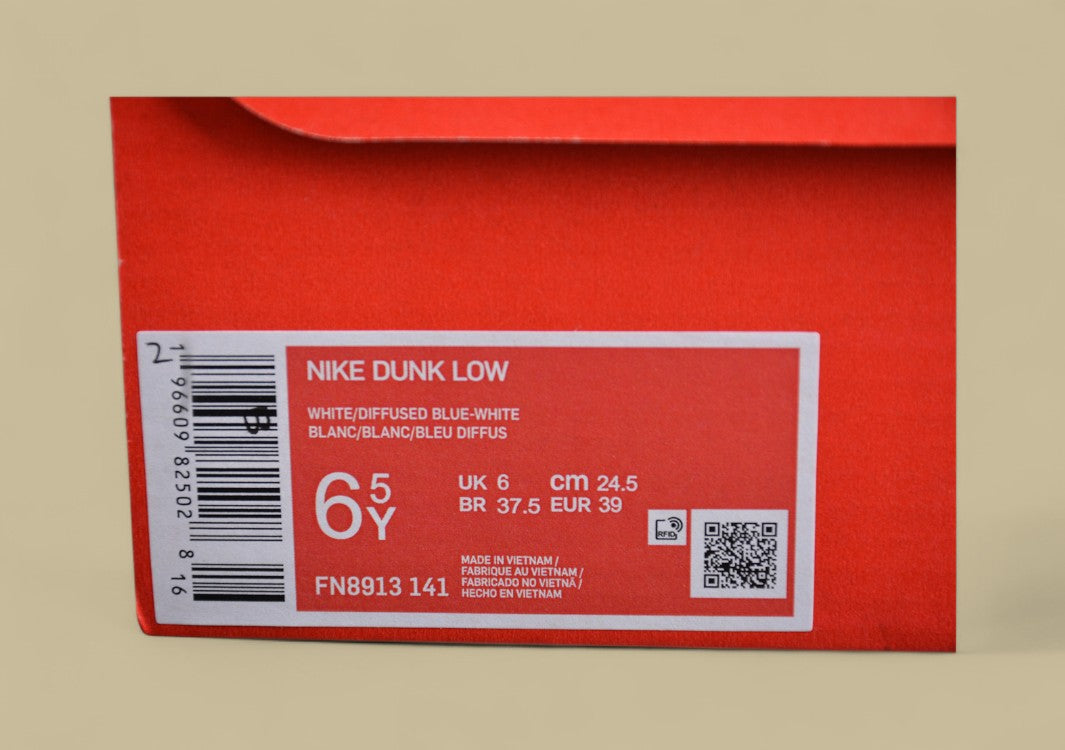 NIKE DUNK LOW
WHITE/DIFFUSED BLUE-WHITE
BLANC/BLANC/BLEU DIFFUS
6 5Y
UK 6 cm 24.5
BR 37.5 EUR 39
RFID
FN8913 141
MADE IN VIETNAM /
FABRIQUE AU VIETNAM /
FABRICADO NO VIETNÃ /
HECHO EN VIETNAM
2
1 96609 82502 8 16
B